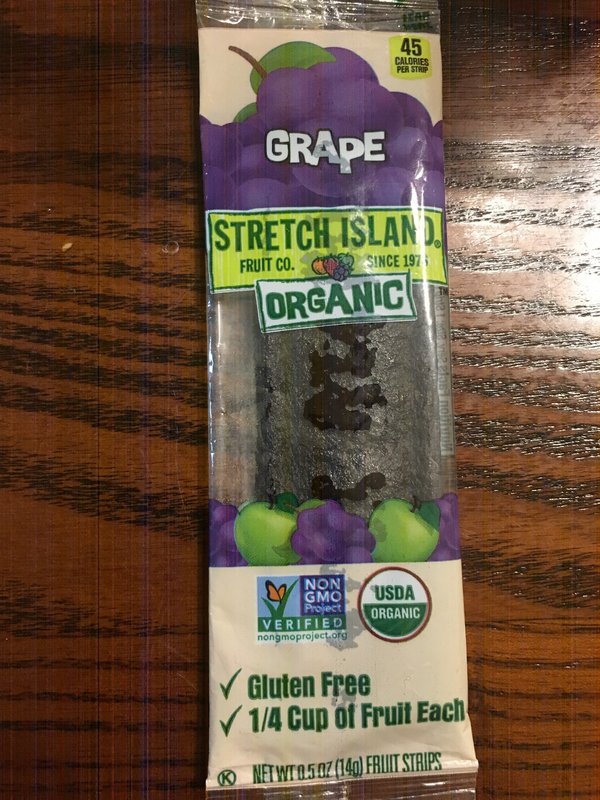 45
CALORIES
PER STRIP
GRAPE
STRETCH ISLAND®
FRUIT CO. SINCE 1976
ORGANIC™
NON
GMO
Project
VERIFIED
nongmoproject.org
USDA
ORGANIC
✓ Gluten Free
✓ 1/4 Cup of Fruit Each
K NET WT 0.5 OZ (14g) FRUIT STRIPS